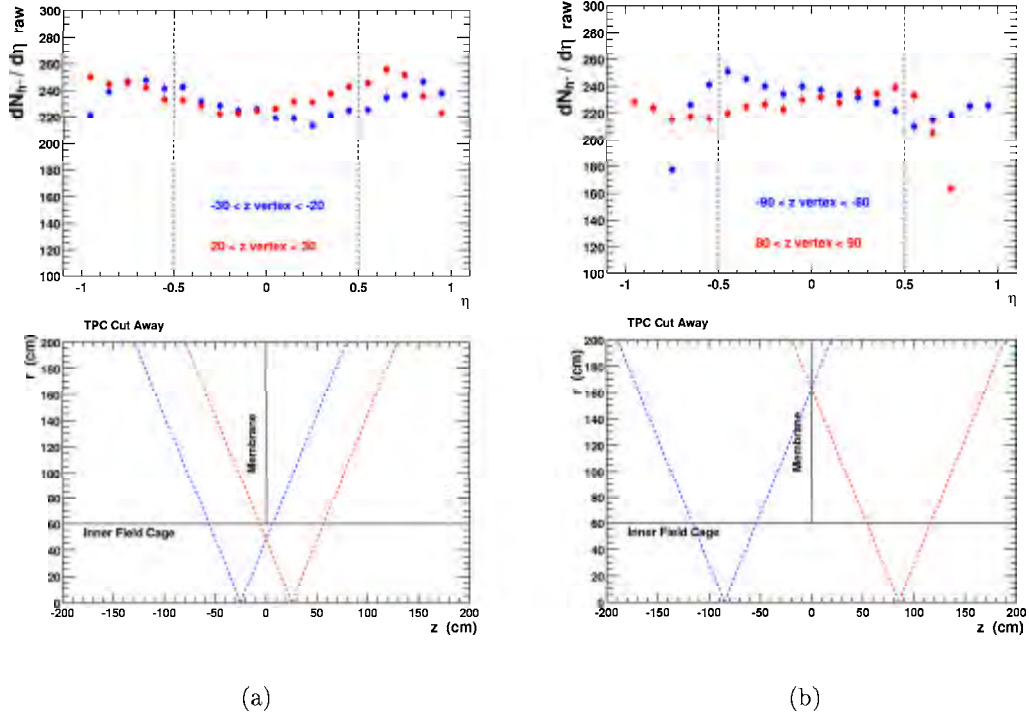 dN_h- / dη raw
300
280
260
240
220
200
180
160
140
120
100
-30 < z vertex < -20
20 < z vertex < 30
-1 -0.5 0 0.5 1
η
TPC Cut Away
r (cm)
200
180
160
140
120
100
80
60
40
20
0
Membrane
Inner Field Cage
-200 -150 -100 -50 0 50 100 150 200
z (cm)
(a)
dN_h- / dη raw
300
280
260
240
220
200
180
160
140
120
100
-90 < z vertex < -80
80 < z vertex < 90
-1 -0.5 0 0.5 1
η
TPC Cut Away
r (cm)
200
180
160
140
120
100
80
60
40
20
0
Membrane
Inner Field Cage
-200 -150 -100 -50 0 50 100 150 200
z (cm)
(b)